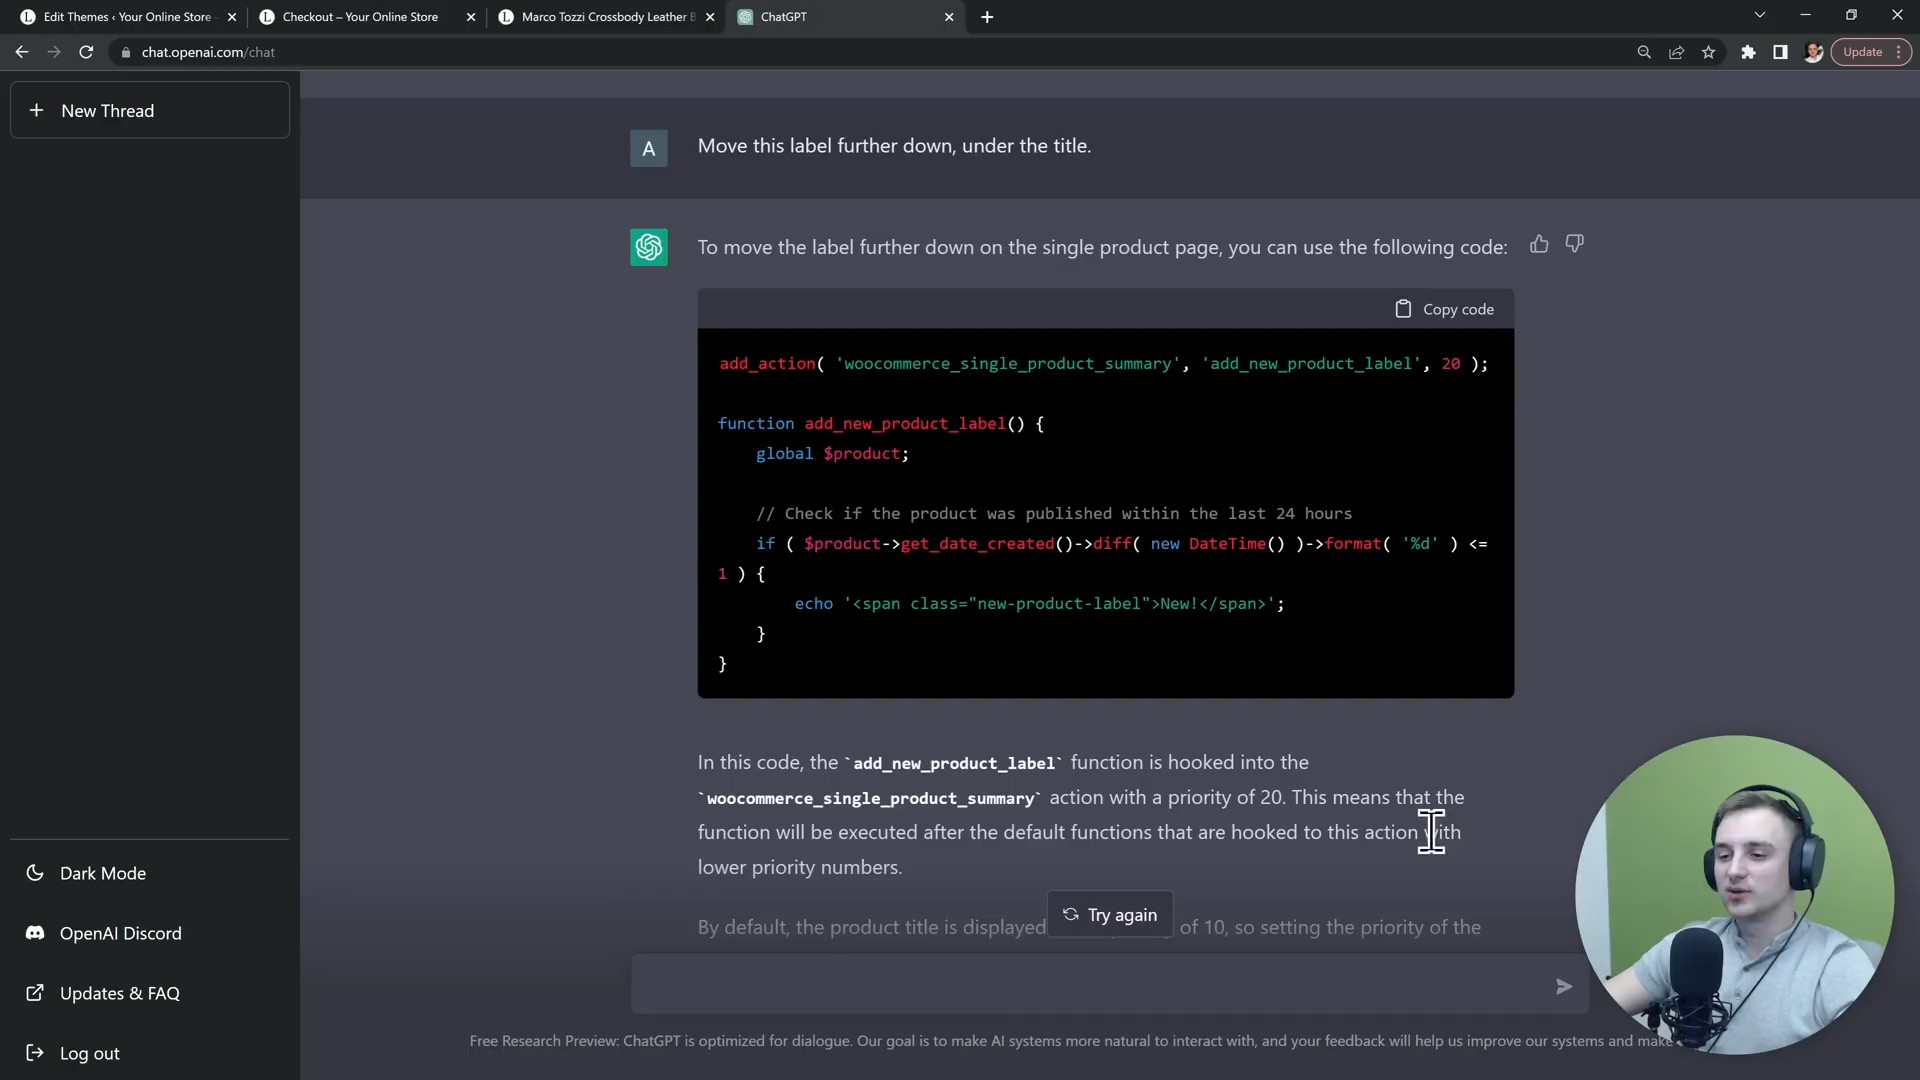 Edit Themes ‹ Your Online Store
Checkout – Your Online Store
Marco Tozzi Crossbody Leather B
ChatGPT
chat.openai.com/chat
Update
New Thread
A
Move this label further down, under the title.
To move the label further down on the single product page, you can use the following code:
Copy code
add_action( 'woocommerce_single_product_summary', 'add_new_product_label', 20 );
function add_new_product_label() {
global $product;
// Check if the product was published within the last 24 hours
if ( $product->get_date_created()->diff( new DateTime() )->format( '%d' ) <=
1 ) {
echo '<span class="new-product-label">New!</span>';
}
}
In this code, the `add_new_product_label` function is hooked into the
`woocommerce_single_product_summary` action with a priority of 20. This means that the
function will be executed after the default functions that are hooked to this action with
lower priority numbers.
Try again
By default, the product title is displayed of 10, so setting the priority of the
Dark Mode
OpenAI Discord
Updates & FAQ
Log out
Free Research Preview: ChatGPT is optimized for dialogue. Our goal is to make AI systems more natural to interact with, and your feedback will help us improve our systems and make